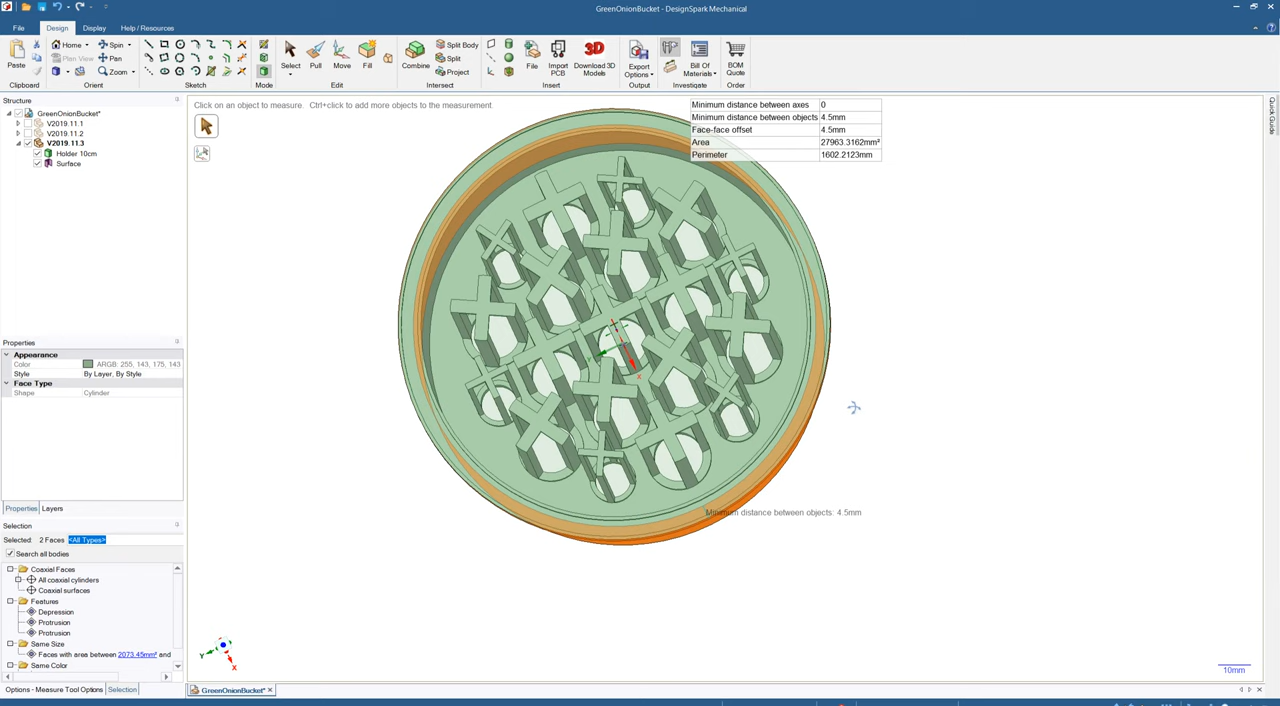 GreenOnionBucket - DesignSpark Mechanical
File Design Display Help / Resources
Paste
Home Spin
Plan View Pan
Zoom
Select Pull Move Fill
Combine
Split Body
Split
Project
File Import PCB Download 3D Models
Export Options
Bill Of Materials
BOM Quote
Clipboard Orient Sketch Mode Edit Intersect Insert Output Investigate Order
Structure
GreenOnionBucket*
V2019.11.1
V2019.11.2
V2019.11.3
Holder 10cm
Surface
Click on an object to measure. Ctrl+click to add more objects to the measurement.
Minimum distance between axes 0
Minimum distance between objects 4.5mm
Face-face offset 4.5mm
Area 27963.3162mm²
Perimeter 1602.2123mm
Quick Guide
X
Minimum distance between objects: 4.5mm
Properties
Appearance
Color ARGB: 255, 143, 175, 143
Style By Layer, By Style
Face Type
Shape Cylinder
Properties Layers
Selection
Selected: 2 Faces <All Types>
Search all bodies
Coaxial Faces
All coaxial cylinders
Coaxial surfaces
Features
Depression
Protrusion
Protrusion
Same Size
Faces with area between 2073.45mm² and
Same Color
Y
X
10mm
Options - Measure Tool Options Selection
GreenOnionBucket*